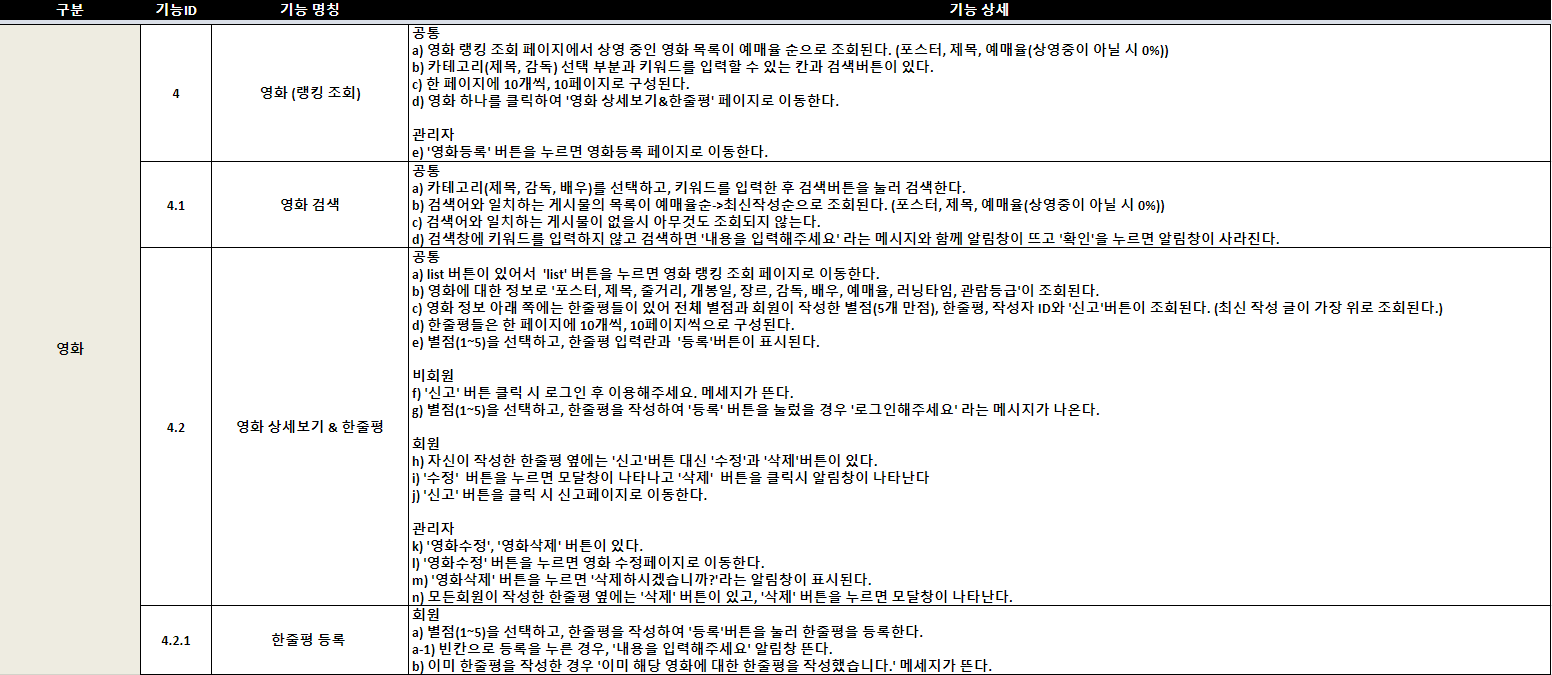 구분 기능ID 기능 명칭 기능 상세
영화
4
영화 (랭킹 조회)
공통
a) 영화 랭킹 조회 페이지에서 상영 중인 영화 목록이 예매율 순으로 조회된다. (포스터, 제목, 예매율(상영중이 아닐 시 0%))
b) 카테고리(제목, 감독) 선택 부분과 키워드를 입력할 수 있는 칸과 검색버튼이 있다.
c) 한 페이지에 10개씩, 10페이지로 구성된다.
d) 영화 하나를 클릭하여 '영화 상세보기&한줄평' 페이지로 이동한다.
관리자
e) '영화등록' 버튼을 누르면 영화등록 페이지로 이동한다.
4.1
영화 검색
공통
a) 카테고리(제목, 감독, 배우)를 선택하고, 키워드를 입력한 후 검색버튼을 눌러 검색한다.
b) 검색어와 일치하는 게시물의 목록이 예매율순->최신작성순으로 조회된다. (포스터, 제목, 예매율(상영중이 아닐 시 0%))
c) 검색어와 일치하는 게시물이 없을시 아무것도 조회되지 않는다.
d) 검색창에 키워드를 입력하지 않고 검색하면 '내용을 입력해주세요' 라는 메시지와 함께 알림창이 뜨고 '확인'을 누르면 알림창이 사라진다.
4.2
영화 상세보기 & 한줄평
공통
a) list 버튼이 있어서 'list' 버튼을 누르면 영화 랭킹 조회 페이지로 이동한다.
b) 영화에 대한 정보로 '포스터, 제목, 줄거리, 개봉일, 장르, 감독, 배우, 예매율, 러닝타임, 관람등급'이 조회된다.
c) 영화 정보 아래 쪽에는 한줄평들이 있어 전체 별점과 회원이 작성한 별점(5개 만점), 한줄평, 작성자 ID와 '신고'버튼이 조회된다. (최신 작성 글이 가장 위로 조회된다.)
d) 한줄평들은 한 페이지에 10개씩, 10페이지씩으로 구성된다.
e) 별점(1~5)을 선택하고, 한줄평 입력란과 '등록'버튼이 표시된다.
비회원
f) '신고' 버튼 클릭 시 로그인 후 이용해주세요. 메세지가 뜬다.
g) 별점(1~5)을 선택하고, 한줄평을 작성하여 '등록' 버튼을 눌렀을 경우 '로그인해주세요' 라는 메시지가 나온다.
회원
h) 자신이 작성한 한줄평 옆에는 '신고'버튼 대신 '수정'과 '삭제'버튼이 있다.
i) '수정' 버튼을 누르면 모달창이 나타나고 '삭제' 버튼을 클릭시 알림창이 나타난다
j) '신고' 버튼을 클릭 시 신고페이지로 이동한다.
관리자
k) '영화수정', '영화삭제' 버튼이 있다.
l) '영화수정' 버튼을 누르면 영화 수정페이지로 이동한다.
m) '영화삭제' 버튼을 누르면 '삭제하시겠습니까?'라는 알림창이 표시된다.
n) 모든회원이 작성한 한줄평 옆에는 '삭제' 버튼이 있고, '삭제' 버튼을 누르면 모달창이 나타난다.
4.2.1
한줄평 등록
회원
a) 별점(1~5)을 선택하고, 한줄평을 작성하여 '등록'버튼을 눌러 한줄평을 등록한다.
a-1) 빈칸으로 등록을 누른 경우, '내용을 입력해주세요' 알림창 뜬다.
b) 이미 한줄평을 작성한 경우 '이미 해당 영화에 대한 한줄평을 작성했습니다.' 메세지가 뜬다.